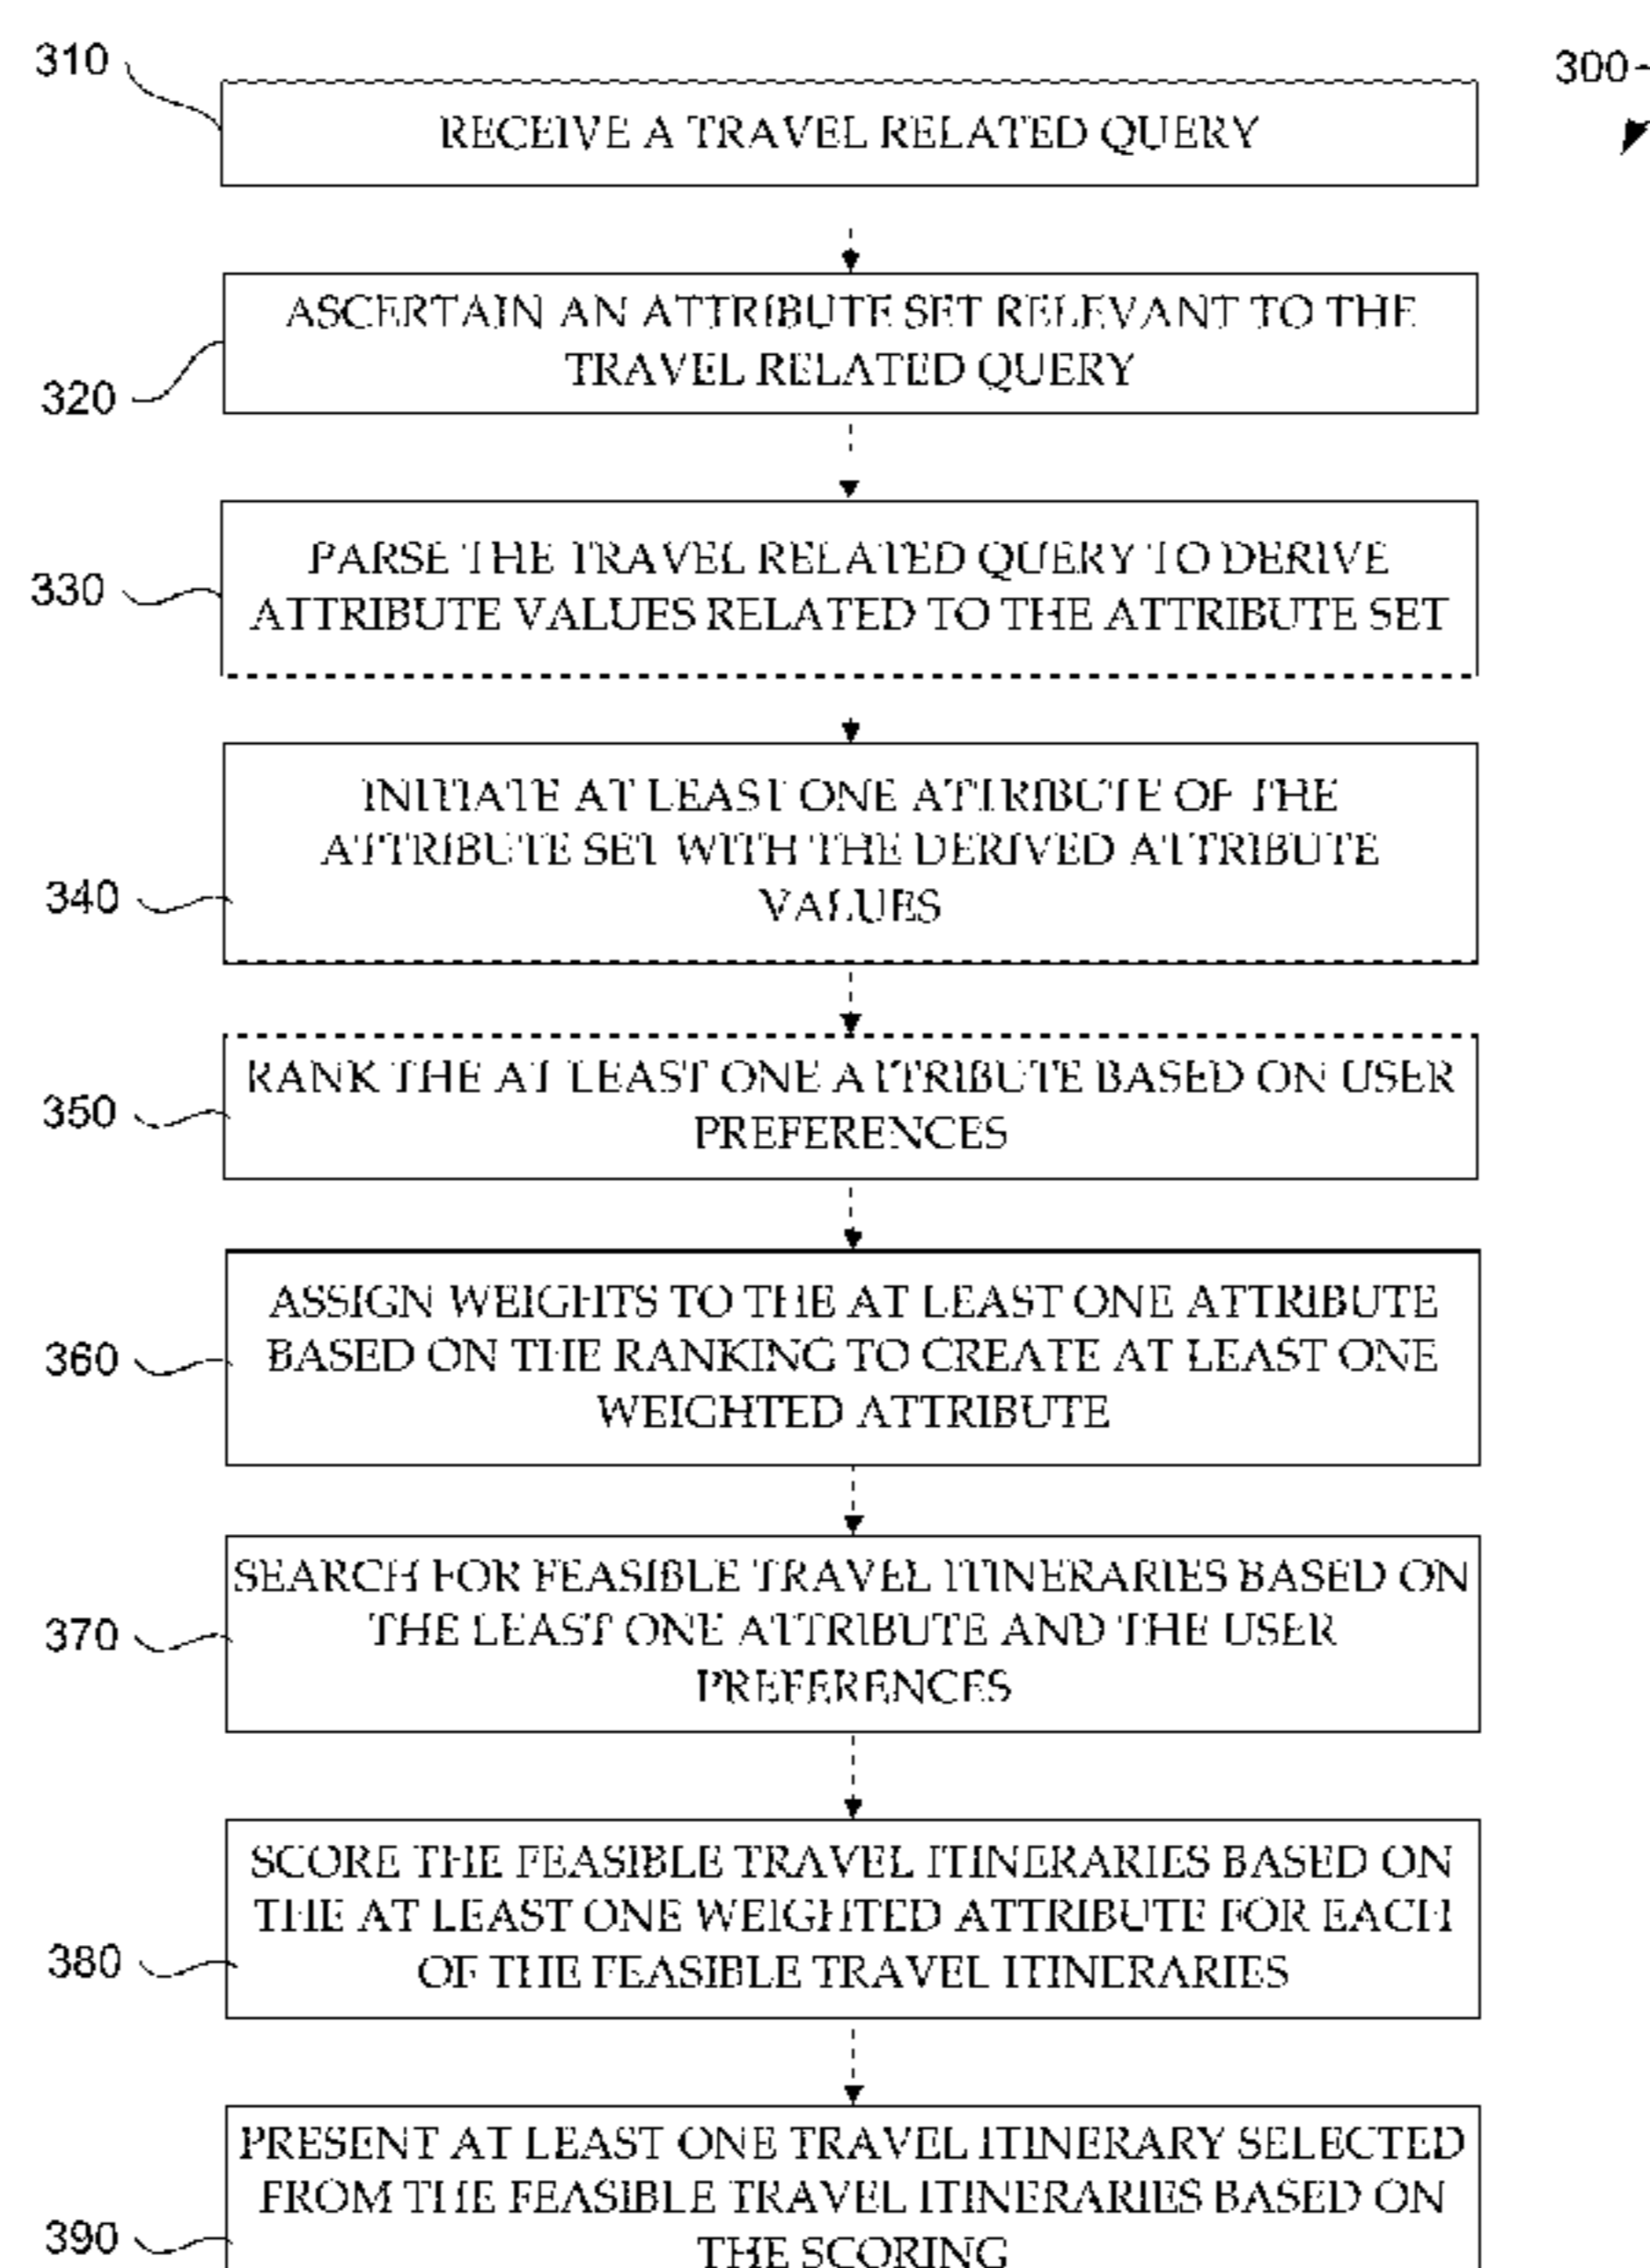 310
300
RECEIVE A TRAVEL RELATED QUERY
ASCERTAIN AN ATTRIBUTE SET RELEVANT TO THE
TRAVEL RELATED QUERY
320
PARSE THE TRAVEL RELATED QUERY TO DERIVE
ATTRIBUTE VALUES RELATED TO THE ATTRIBUTE SET
330
INITIATE AT LEAST ONE ATTRIBUTE OF THE
ATTRIBUTE SET WITH THE DERIVED ATTRIBUTE
VALUES
340
RANK THE AT LEAST ONE ATTRIBUTE BASED ON USER
PREFERENCES
350
ASSIGN WEIGHTS TO THE AT LEAST ONE ATTRIBUTE
BASED ON THE RANKING TO CREATE AT LEAST ONE
WEIGHTED ATTRIBUTE
360
SEARCH FOR FEASIBLE TRAVEL ITINERARIES BASED ON
THE LEAST ONE ATTRIBUTE AND THE USER
PREFERENCES
370
SCORE THE FEASIBLE TRAVEL ITINERARIES BASED ON
THE AT LEAST ONE WEIGHTED ATTRIBUTE FOR EACH
OF THE FEASIBLE TRAVEL ITINERARIES
380
PRESENT AT LEAST ONE TRAVEL ITINERARY SELECTED
FROM THE FEASIBLE TRAVEL ITINERARIES BASED ON
THE SCORING
390